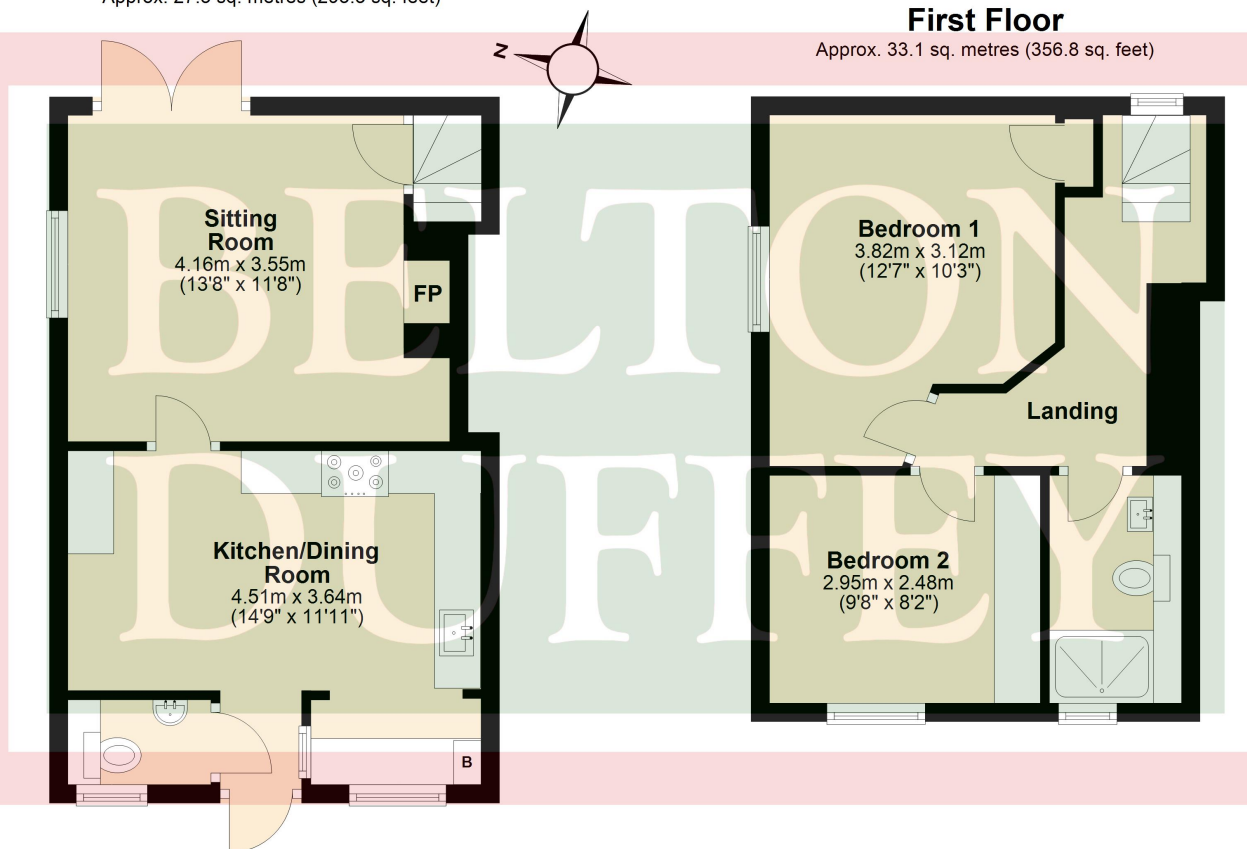 First Floor
Approx. 33.1 sq. metres (356.8 sq. feet)
N
Sitting
Room
4.16m x 3.55m
(13'8" x 11'8")
FP
Bedroom 1
3.82m x 3.12m
(12'7" x 10'3")
Landing
Kitchen/Dining
Room
4.51m x 3.64m
(14'9" x 11'11")
Bedroom 2
2.95m x 2.48m
(9'8" x 8'2")
B
BELTON
DUFFEY